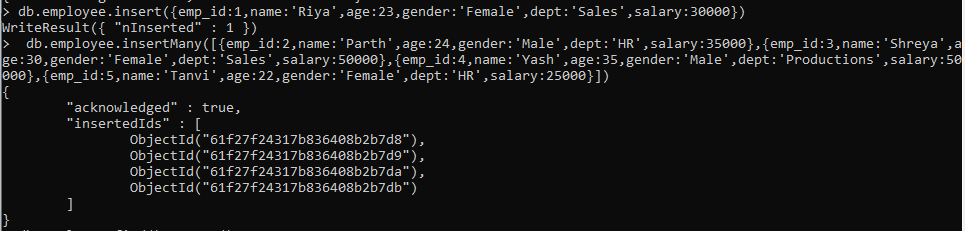 > db.employee.insert({emp_id:1,name:'Riya',age:23,gender:'Female',dept:'Sales',salary:30000})
WriteResult({ "nInserted" : 1 })
>  db.employee.insertMany([{emp_id:2,name:'Parth',age:24,gender:'Male',dept:'HR',salary:35000},{emp_id:3,name:'Shreya',a
ge:30,gender:'Female',dept:'Sales',salary:50000},{emp_id:4,name:'Yash',age:35,gender:'Male',dept:'Productions',salary:50
000},{emp_id:5,name:'Tanvi',age:22,gender:'Female',dept:'HR',salary:25000}])
{
        "acknowledged" : true,
        "insertedIds" : [
                ObjectId("61f27f24317b836408b2b7d8"),
                ObjectId("61f27f24317b836408b2b7d9"),
                ObjectId("61f27f24317b836408b2b7da"),
                ObjectId("61f27f24317b836408b2b7db")
        ]
}